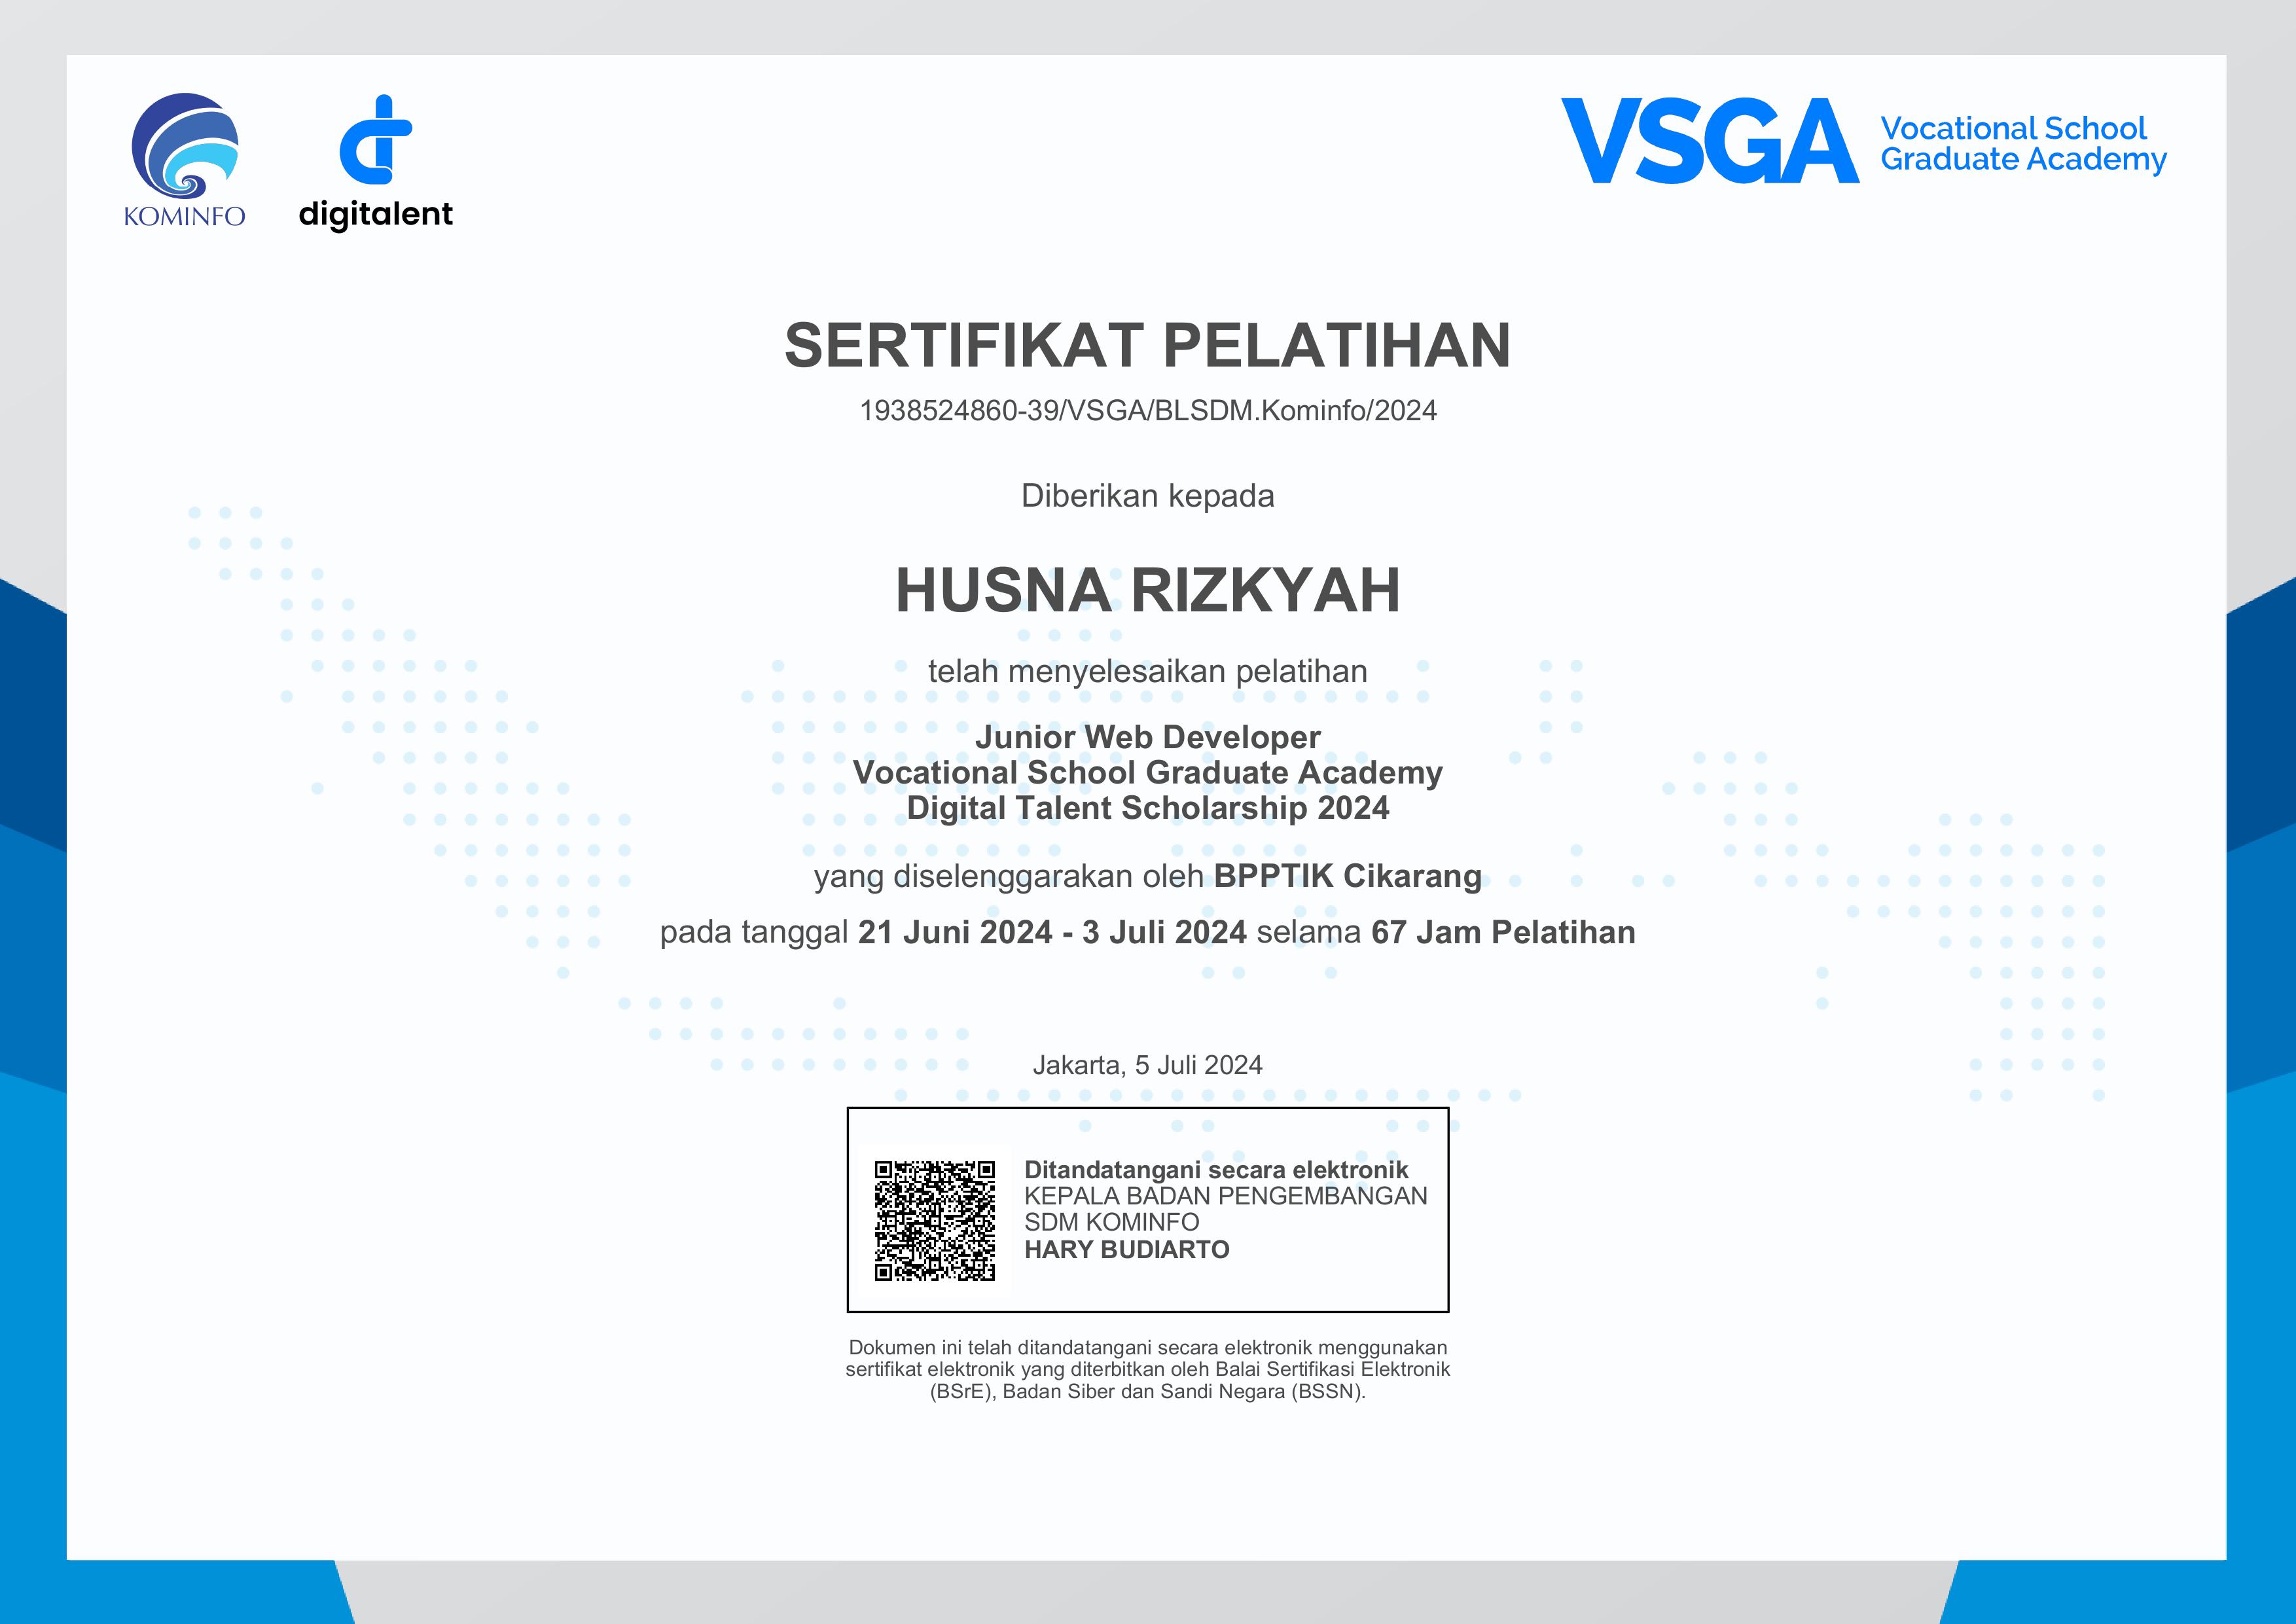 KOMINFO
digitalent
VSGA
Vocational School
Graduate Academy
SERTIFIKAT PELATIHAN
1938524860-39/VSGA/BLSDM.Kominfo/2024
Diberikan kepada
HUSNA RIZKYAH
telah menyelesaikan pelatihan
Junior Web Developer
Vocational School Graduate Academy
Digital Talent Scholarship 2024
yang diselenggarakan oleh BPPTIK Cikarang
pada tanggal 21 Juni 2024 - 3 Juli 2024 selama 67 Jam Pelatihan
Jakarta, 5 Juli 2024
Ditandatangani secara elektronik
KEPALA BADAN PENGEMBANGAN
SDM KOMINFO
HARY BUDIARTO
Dokumen ini telah ditandatangani secara elektronik menggunakan
sertifikat elektronik yang diterbitkan oleh Balai Sertifikasi Elektronik
(BSrE), Badan Siber dan Sandi Negara (BSSN).